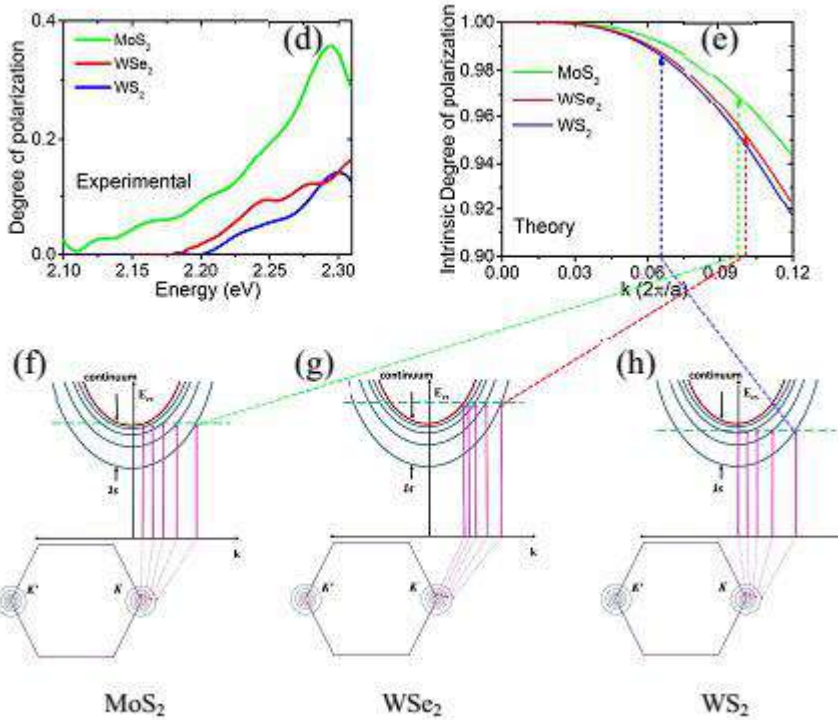 (d)
MoS2
WSe2
WS2
Experimental
Degree of polarization
0.4
0.2
0.0
2.10 2.15 2.20 2.25 2.30
Energy (eV)
(e)
MoS2
WSe2
WS2
Theory
Intrinsic Degree of polarization
1.00
0.98
0.96
0.94
0.92
0.90
0.00 0.03 0.06 0.09 0.12
k (2π/a)
(f)
continuum
1s
k
K' K
MoS2
(g)
continuum
1s
K' K
WSe2
(h)
continuum
1s
K' K
WS2